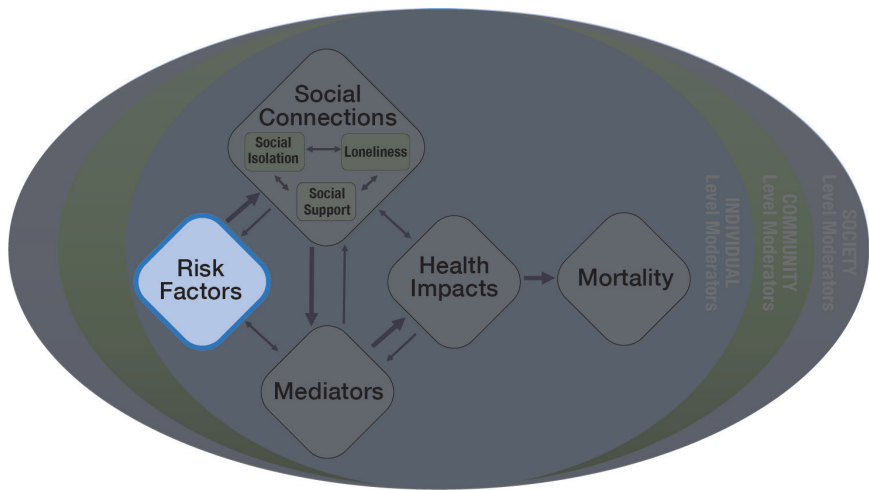 Social
Connections
Social
Isolation
Loneliness
Social
Support
Risk
Factors
Health
Impacts
Mortality
Mediators
INDIVIDUAL
Level Moderators
COMMUNITY
Level Moderators
SOCIETY
Level Moderators